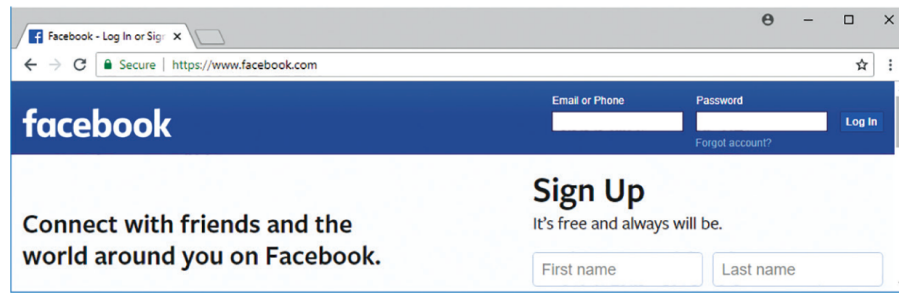 Facebook - Log In or Sig
Secure | https://www.facebook.com
facebook
Email or Phone
Password
Log In
Forgot account?
Sign Up
It's free and always will be.
Connect with friends and the
world around you on Facebook.
First name
Last name